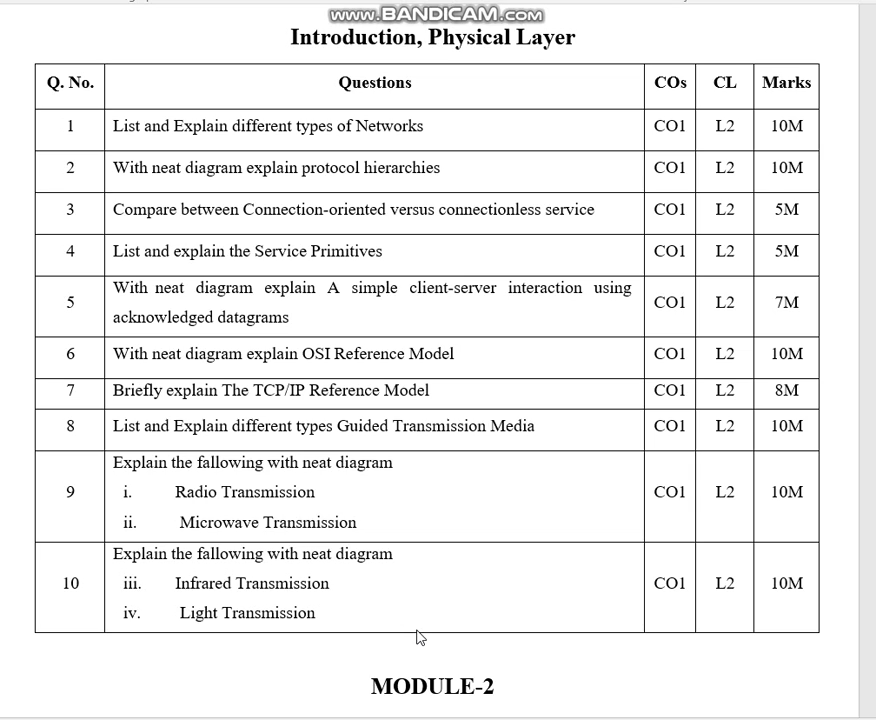 www.BANDICAM.com
Introduction, Physical Layer
Q. No. Questions COs CL Marks
1 List and Explain different types of Networks CO1 L2 10M
2 With neat diagram explain protocol hierarchies CO1 L2 10M
3 Compare between Connection-oriented versus connectionless service CO1 L2 5M
4 List and explain the Service Primitives CO1 L2 5M
5 With neat diagram explain A simple client-server interaction using
acknowledged datagrams CO1 L2 7M
6 With neat diagram explain OSI Reference Model CO1 L2 10M
7 Briefly explain The TCP/IP Reference Model CO1 L2 8M
8 List and Explain different types Guided Transmission Media CO1 L2 10M
Explain the fallowing with neat diagram
9 i. Radio Transmission CO1 L2 10M
ii. Microwave Transmission
Explain the fallowing with neat diagram
10 iii. Infrared Transmission CO1 L2 10M
iv. Light Transmission
MODULE-2